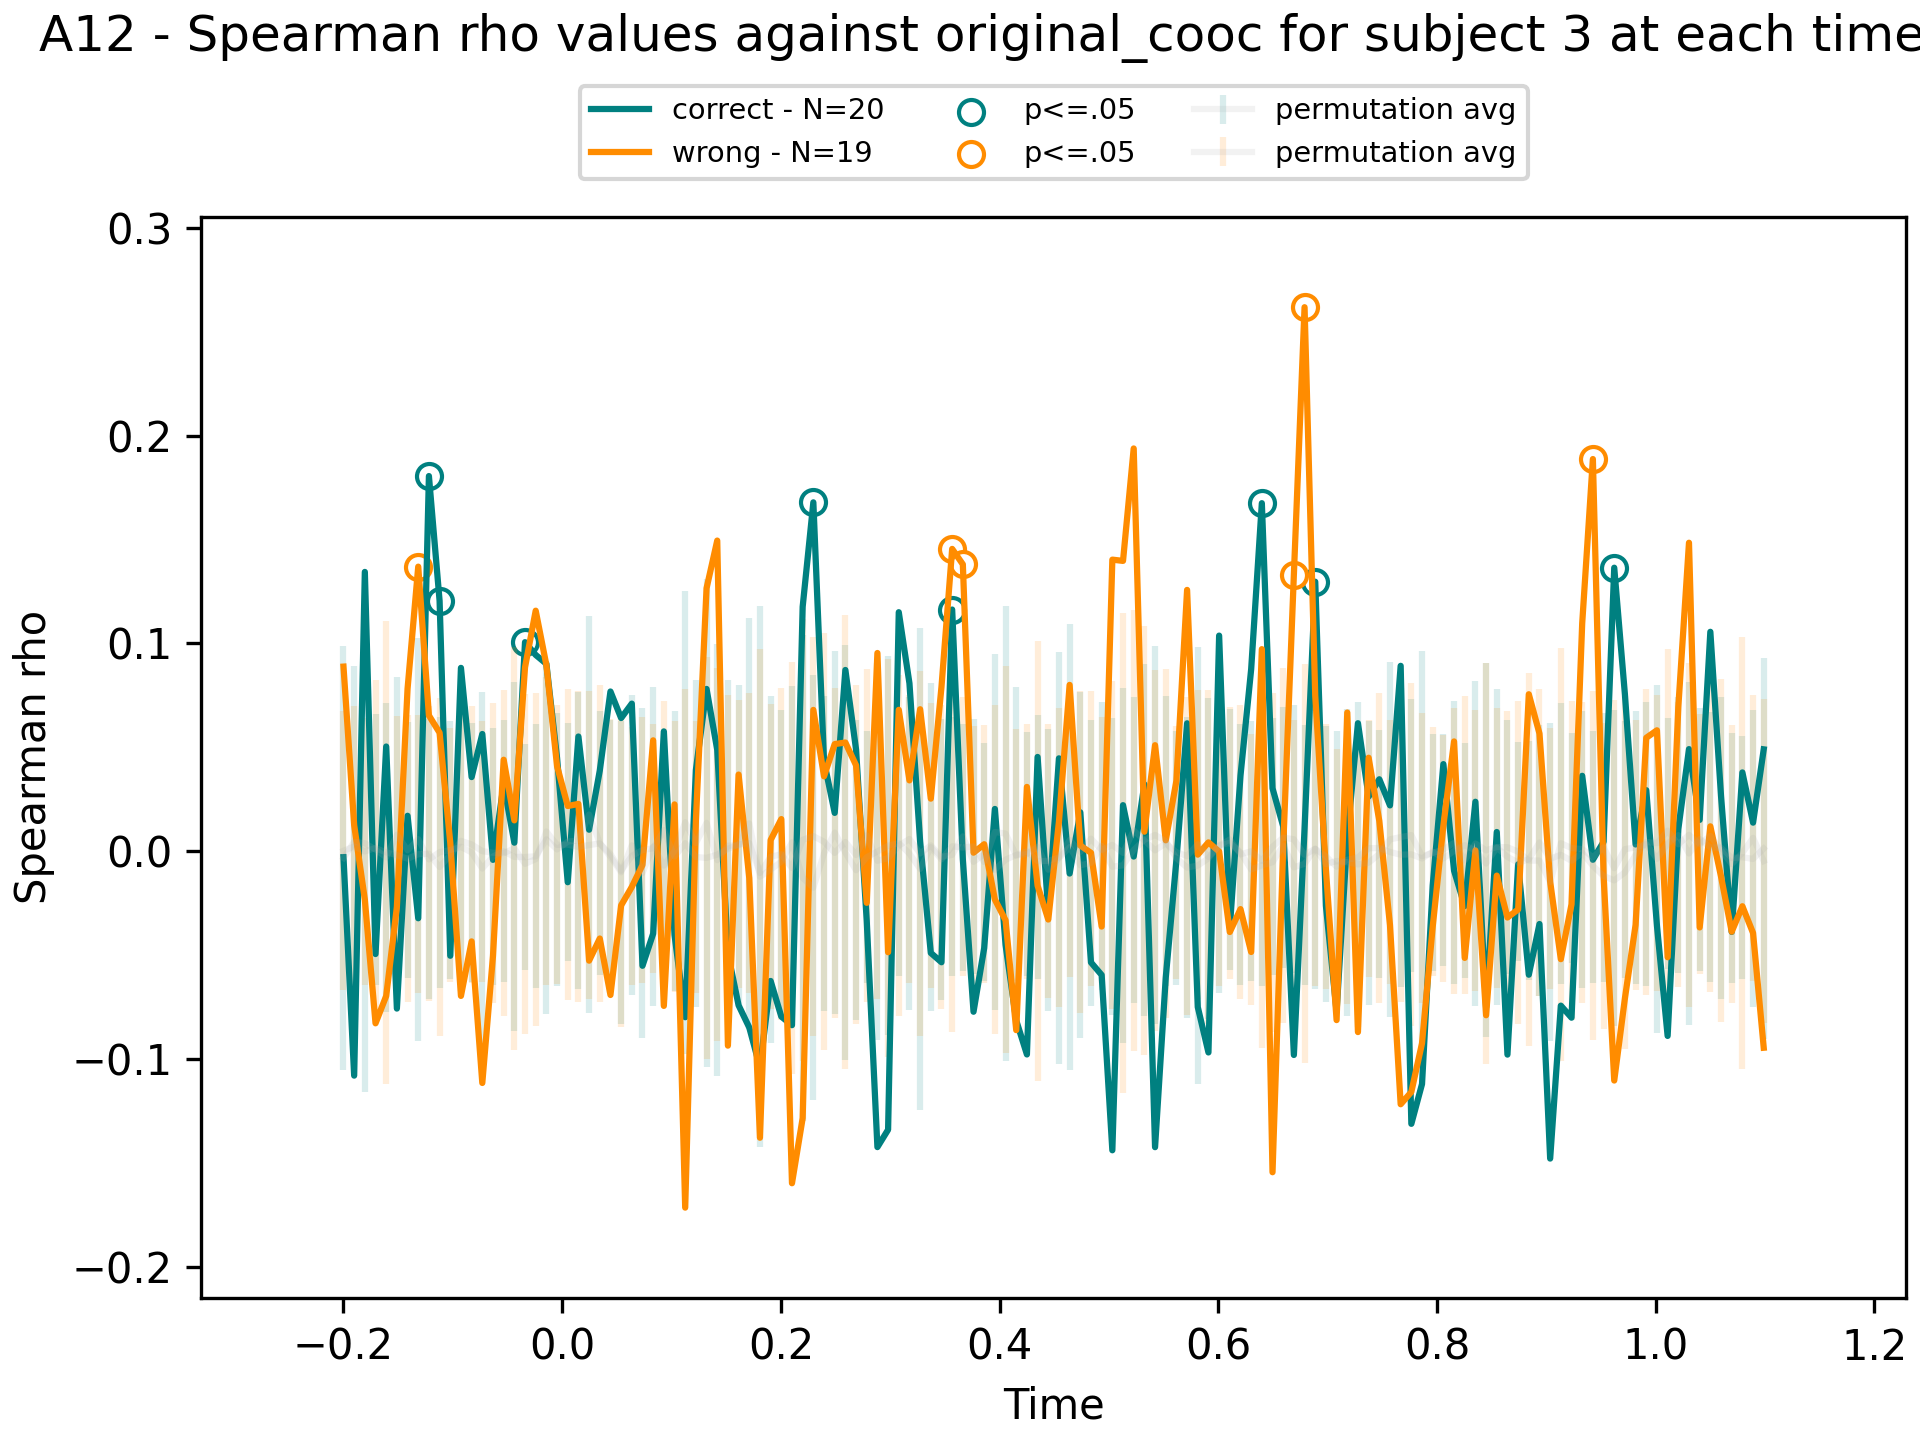 A12 - Spearman rho values against original_cooc for subject 3 at each time
correct - N=20
wrong - N=19
p<=.05
p<=.05
permutation avg
permutation avg
Spearman rho
0.3
0.2
0.1
0.0
−0.1
−0.2
−0.2 0.0 0.2 0.4 0.6 0.8 1.0 1.2
Time